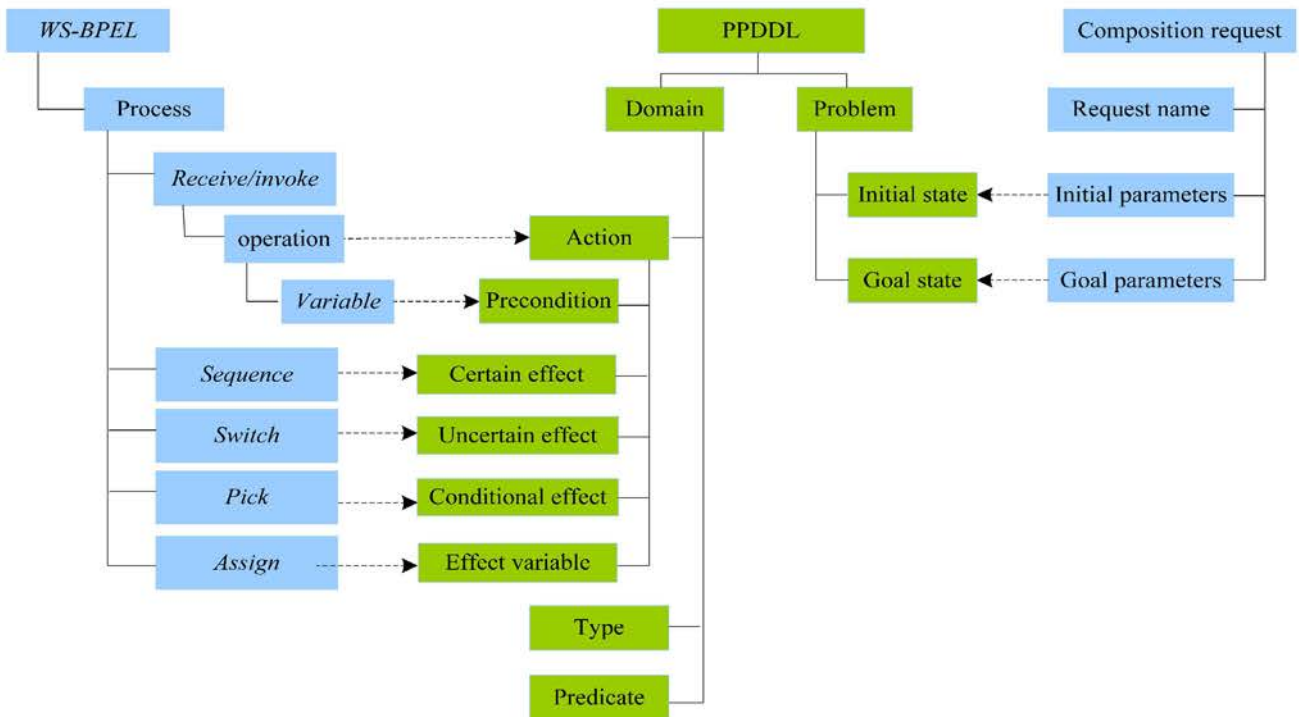 WS-BPEL
PPDDL
Composition request
Process
Domain
Problem
Request name
Receive/invoke
Initial state
Initial parameters
operation
Action
Goal state
Goal parameters
Variable
Precondition
Sequence
Certain effect
Switch
Uncertain effect
Pick
Conditional effect
Assign
Effect variable
Type
Predicate